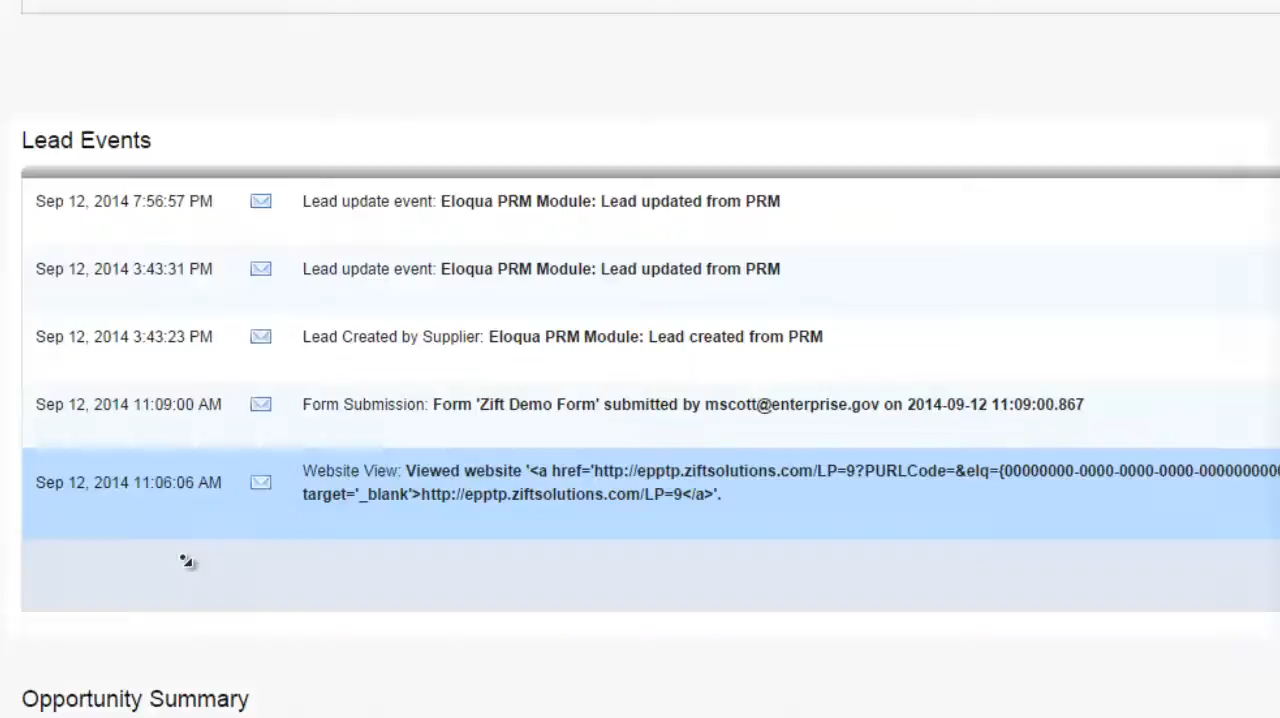 Lead Events
Sep 12, 2014 7:56:57 PM Lead update event: Eloqua PRM Module: Lead updated from PRM
Sep 12, 2014 3:43:31 PM Lead update event: Eloqua PRM Module: Lead updated from PRM
Sep 12, 2014 3:43:23 PM Lead Created by Supplier: Eloqua PRM Module: Lead created from PRM
Sep 12, 2014 11:09:00 AM Form Submission: Form 'Zift Demo Form' submitted by mscott@enterprise.gov on 2014-09-12 11:09:00.867
Sep 12, 2014 11:06:06 AM Website View: Viewed website '<a href='http://epptp.ziftsolutions.com/LP=9?PURLCode=&elq={00000000-0000-0000-0000-0000000000
target='_blank'>http://epptp.ziftsolutions.com/LP=9</a>'.
Opportunity Summary